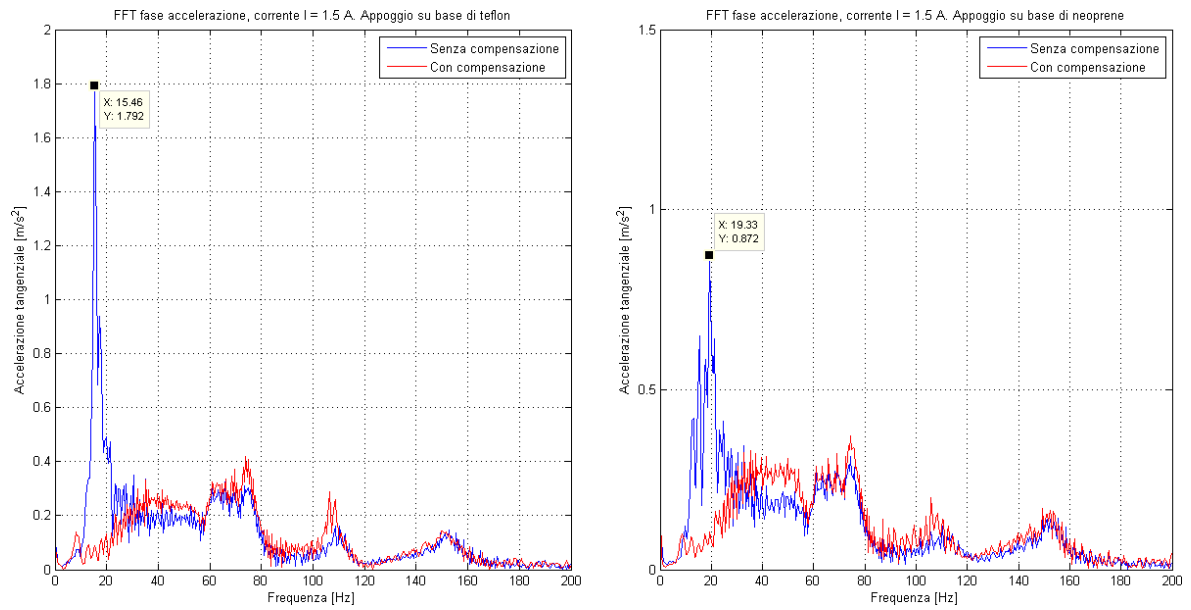 FFT fase accelerazione, corrente I = 1.5 A. Appoggio su base di teflon
2
1.8
1.6
1.4
1.2
1
0.8
0.6
0.4
0.2
0
Accelerazione tangenziale [m/s²]
Senza compensazione
Con compensazione
X: 15.46
Y: 1.792
0 20 40 60 80 100 120 140 160 180 200
Frequenza [Hz]
FFT fase accelerazione, corrente I = 1.5 A. Appoggio su base di neoprene
1.5
1
0.5
0
Accelerazione tangenziale [m/s²]
Senza compensazione
Con compensazione
X: 19.33
Y: 0.872
0 20 40 60 80 100 120 140 160 180 200
Frequenza [Hz]